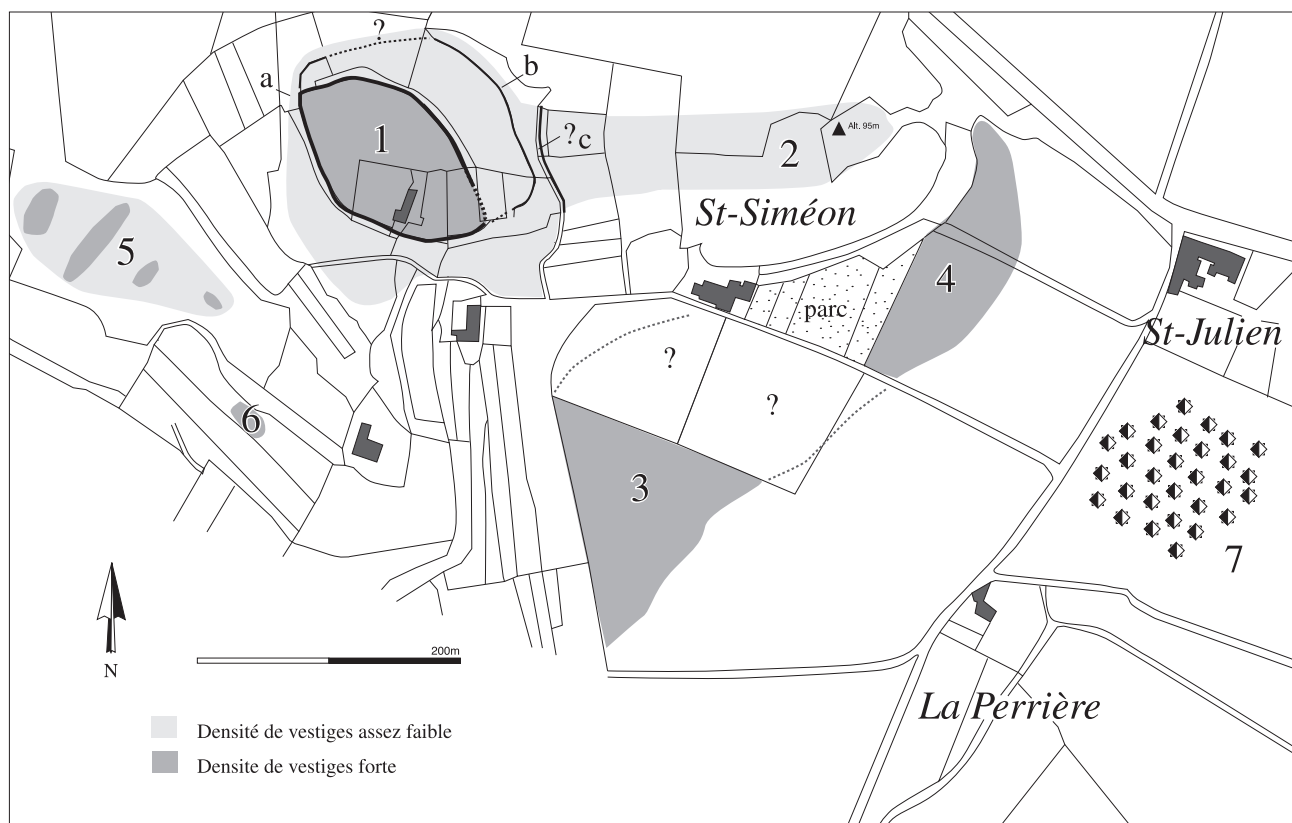 ?
a
b
1
?c
2
Alt. 95m
St-Siméon
5
4
parc
St-Julien
?
?
6
3
7
N
200m
La Perrière
Densité de vestiges assez faible
Densite de vestiges forte